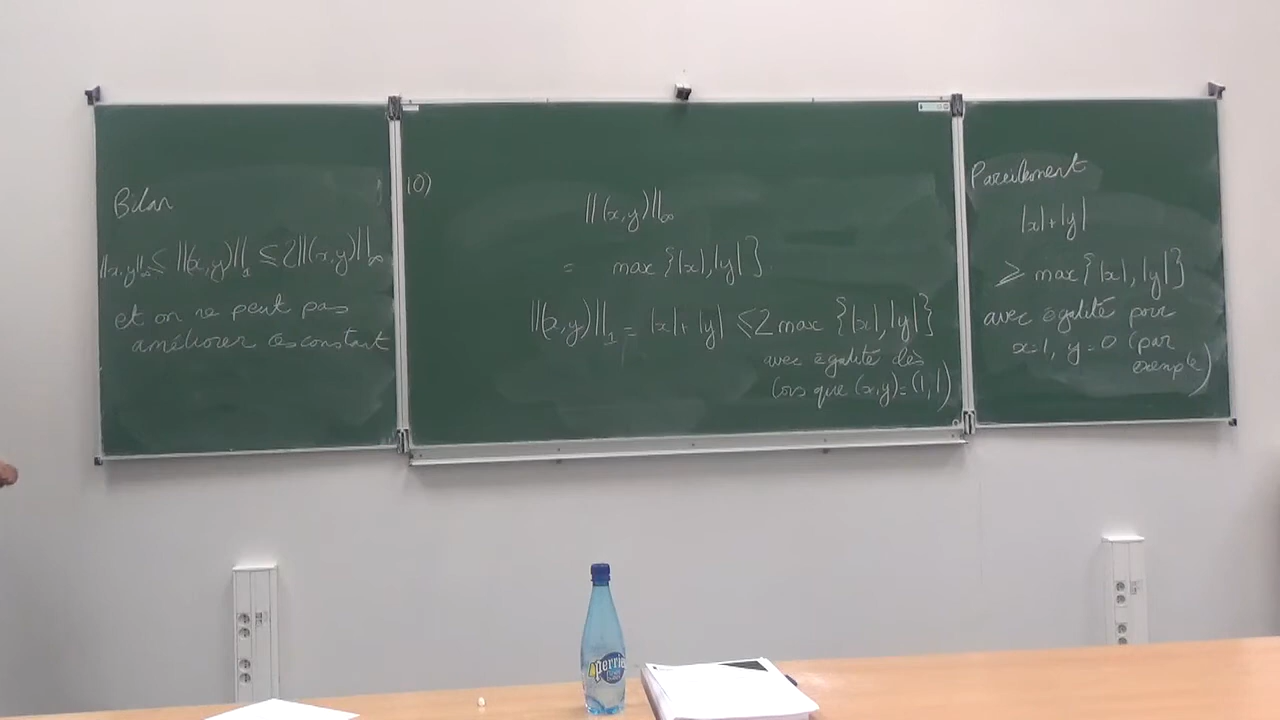 Bilan
||x,y||∞ ≤ ||(x,y)||₁ ≤ 2||(x,y)||∞
et on ne peut pas
améliorer ces constant
10)
||(x,y)||∞
= max {|x|,|y|}.
||(x,y)||₁ = |x|+|y| ≤ 2 max {|x|,|y|}
avec égalité dès
lors que (x,y)=(1,1)
Pareillement
|x|+|y|
≥ max{|x|,|y|}
avec égalité pour
x=1, y=0 (par
exemple)
perrier